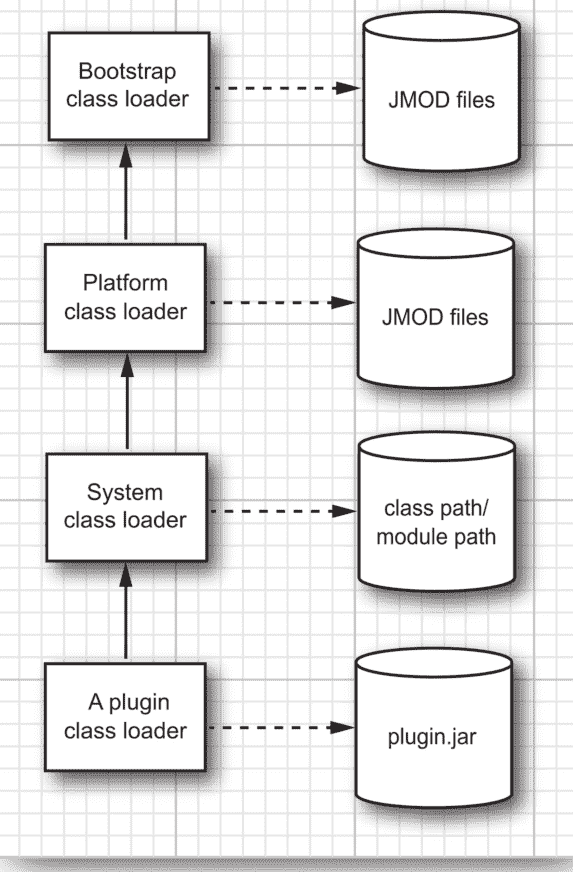 Bootstrap
class loader
JMOD files
Platform
class loader
JMOD files
System
class loader
class path/
module path
A plugin
class loader
plugin.jar